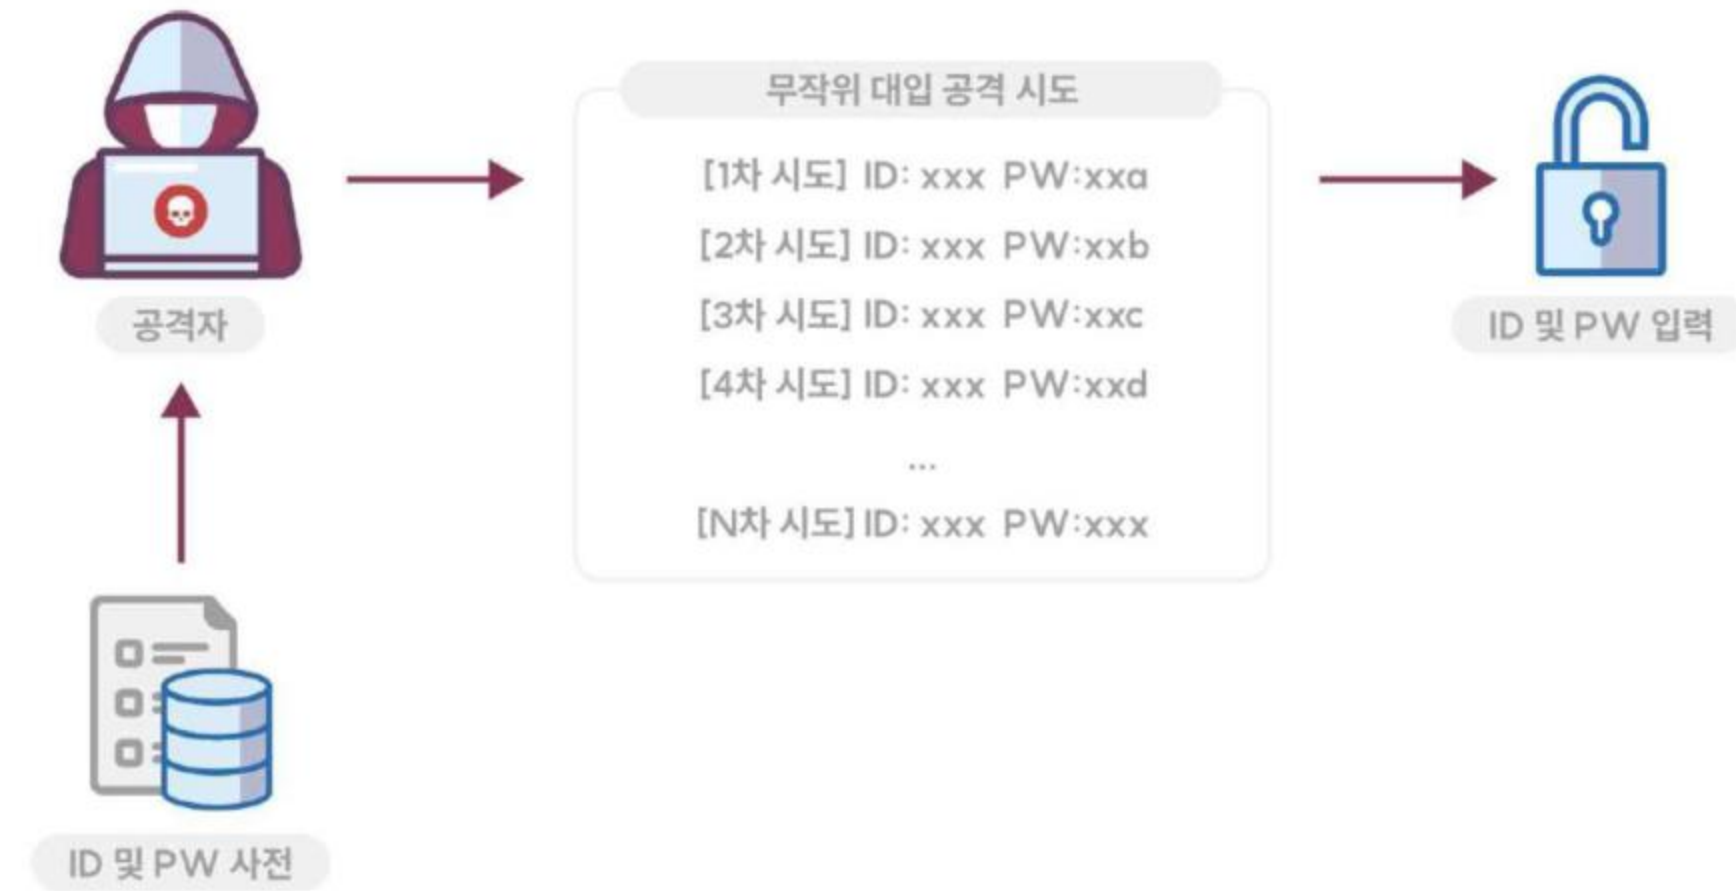 무작위 대입 공격 시도
[1차 시도] ID: xxx PW:xxa
[2차 시도] ID: xxx PW:xxb
[3차 시도] ID: xxx PW:xxc
[4차 시도] ID: xxx PW:xxd
...
[N차 시도] ID: xxx PW:xxx
공격자
ID 및 PW 입력
ID 및 PW 사전